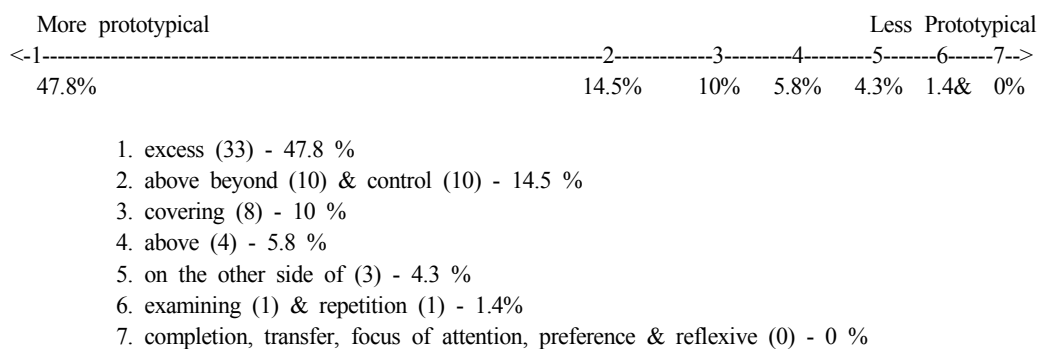 More prototypical Less Prototypical
<-1-----------------------------------------------------------------------2------------3---------4---------5-------6------7-->
47.8% 14.5% 10% 5.8% 4.3% 1.4& 0%
1. excess (33) - 47.8 %
2. above beyond (10) & control (10) - 14.5 %
3. covering (8) - 10 %
4. above (4) - 5.8 %
5. on the other side of (3) - 4.3 %
6. examining (1) & repetition (1) - 1.4%
7. completion, transfer, focus of attention, preference & reflexive (0) - 0 %